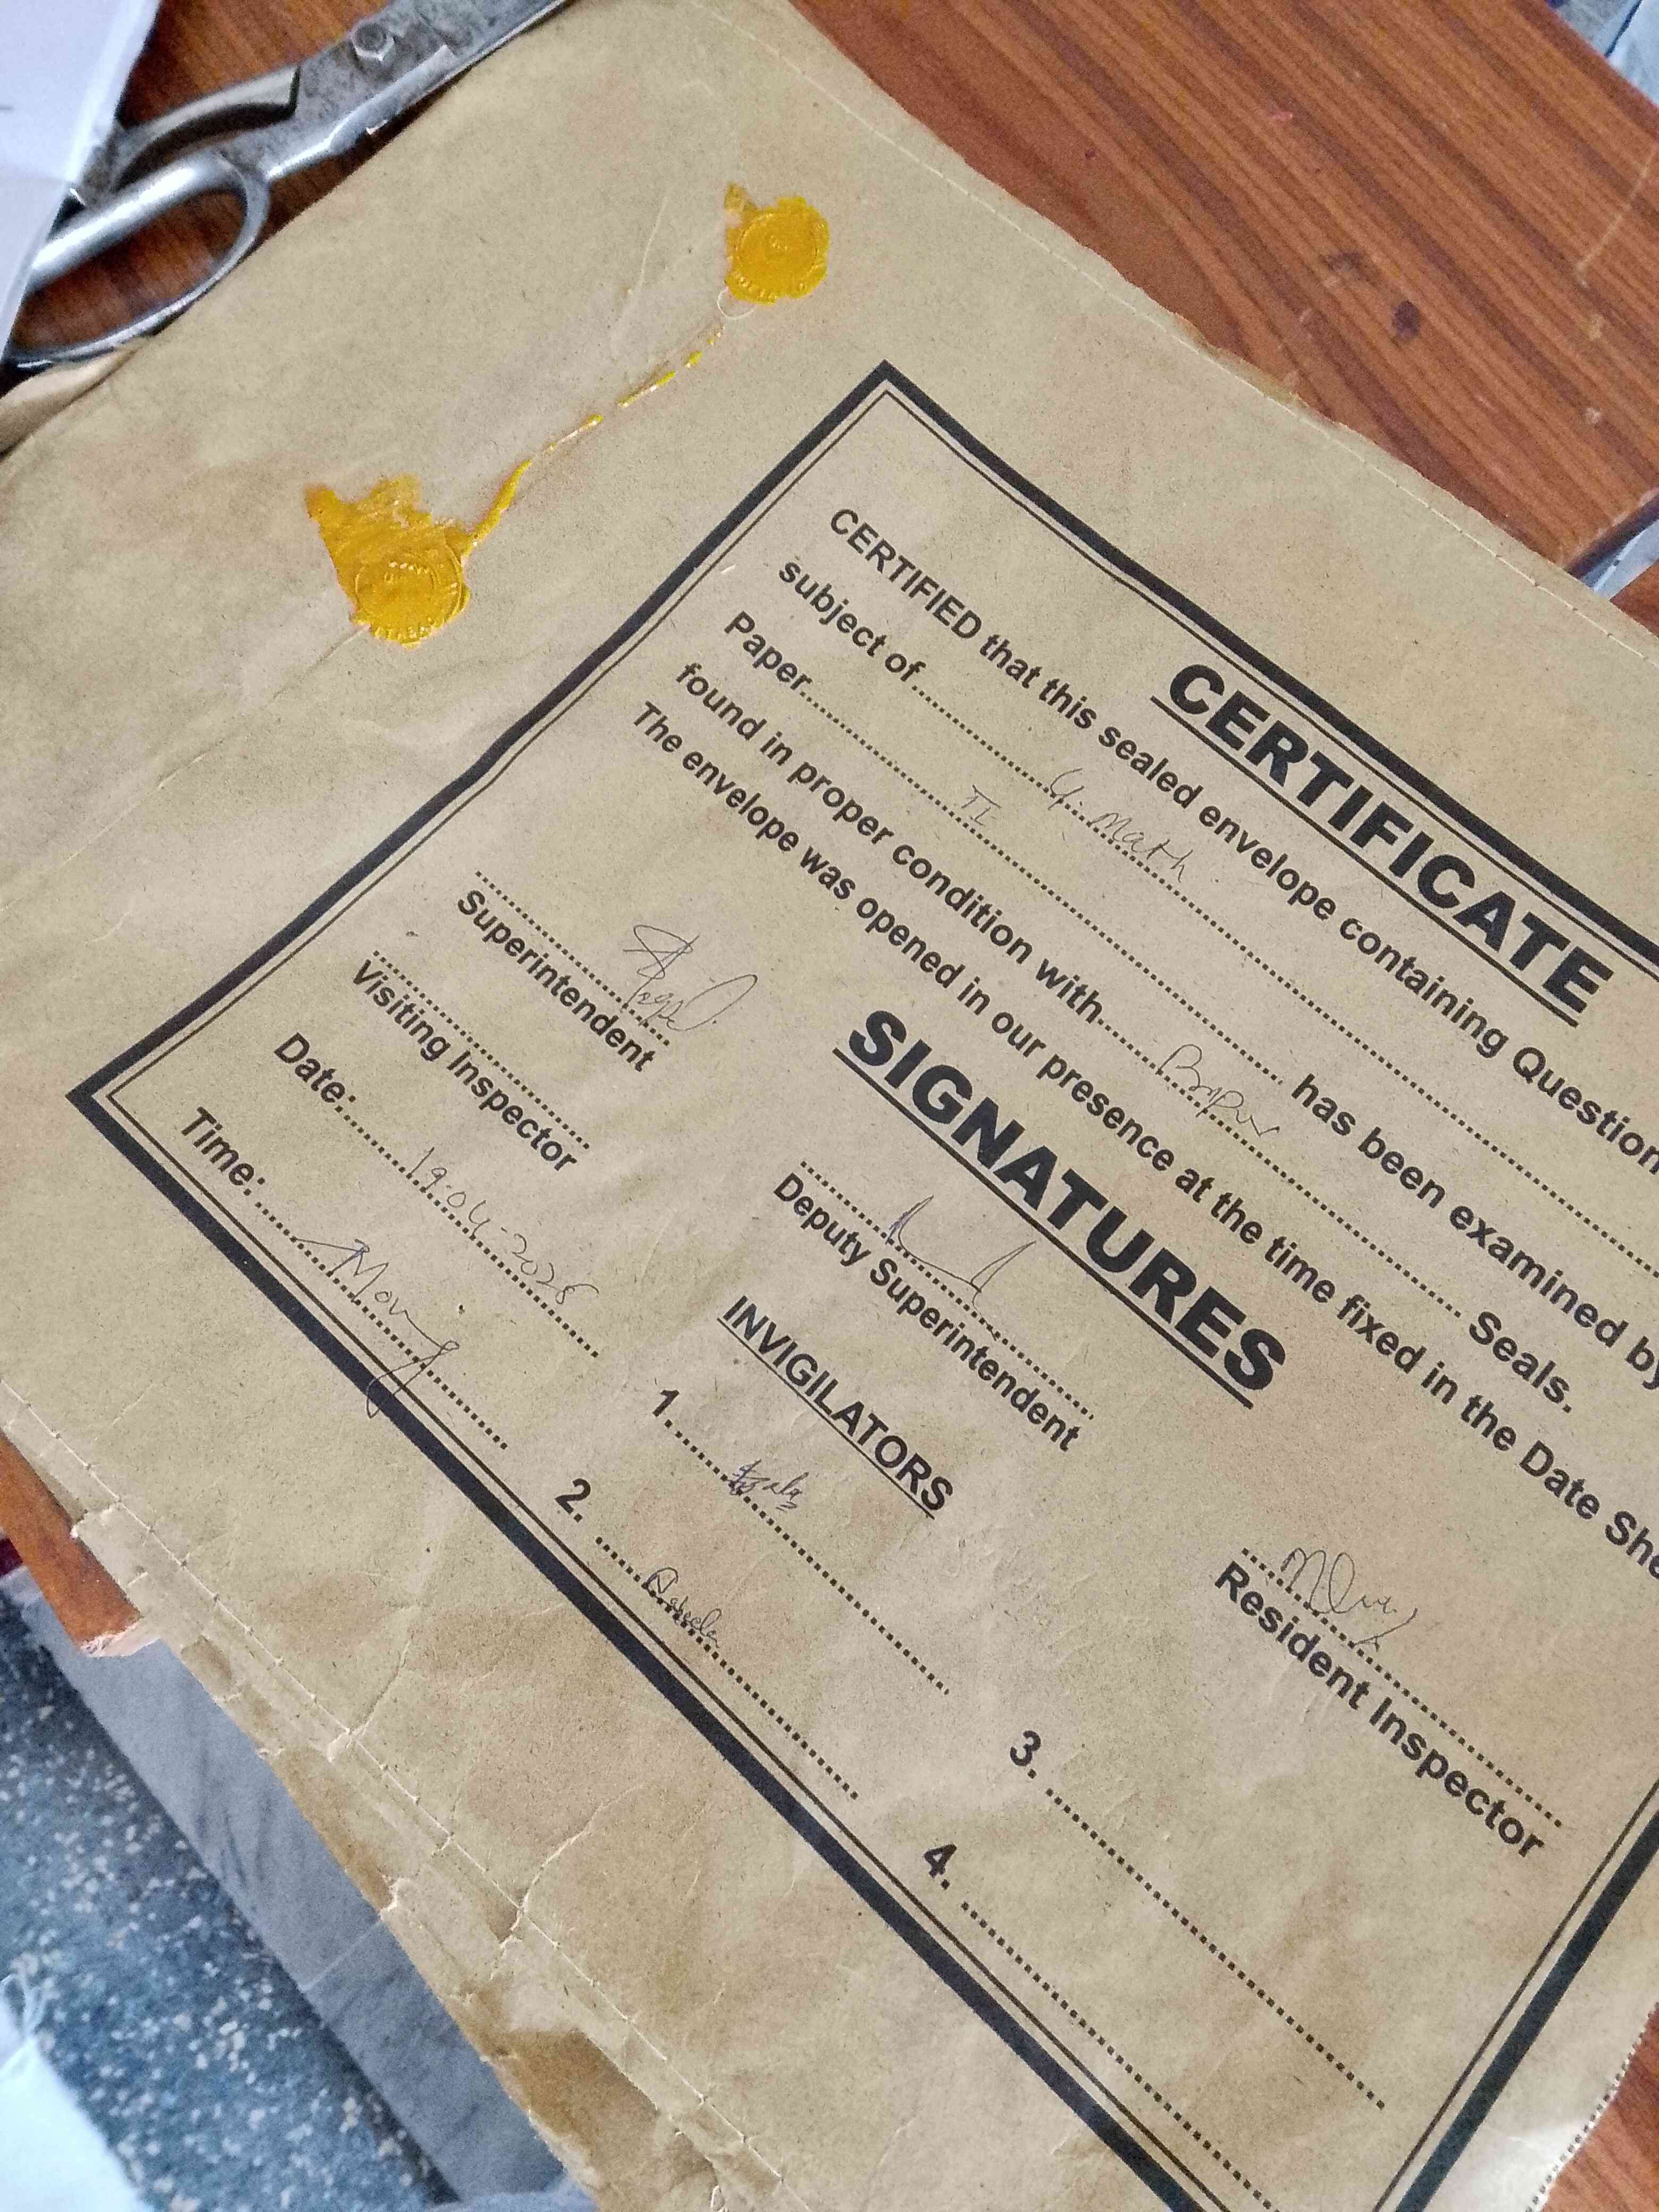 CERTIFICATE
CERTIFIED that this sealed envelope containing Question
subject of.......... G. Math
Paper.......... II .......... has been examined by
found in proper condition with.......... Proper .......... Seals.
The envelope was opened in our presence at the time fixed in the Date She
SIGNATURES
Superintendent
Deputy Superintendent
Resident Inspector
Visiting Inspector
INVIGILATORS
Date: 19-04-2026
1.
3.
Time: Morning
2.
4.